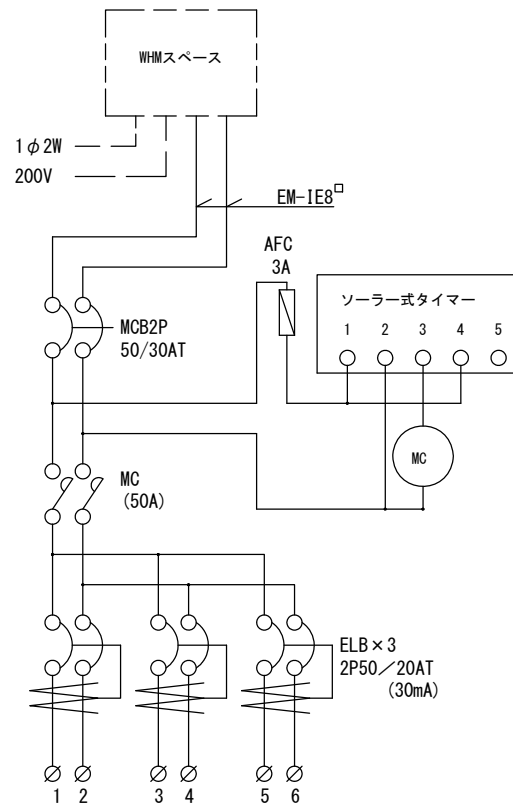 WHMスペース
1φ2W
200V
EM-IE8□
AFC
3A
ソーラー式タイマー
1 2 3 4 5
MCB2P
50/30AT
MC
MC
(50A)
ELB×3
2P50/20AT
(30mA)
1 2 3 4 5 6